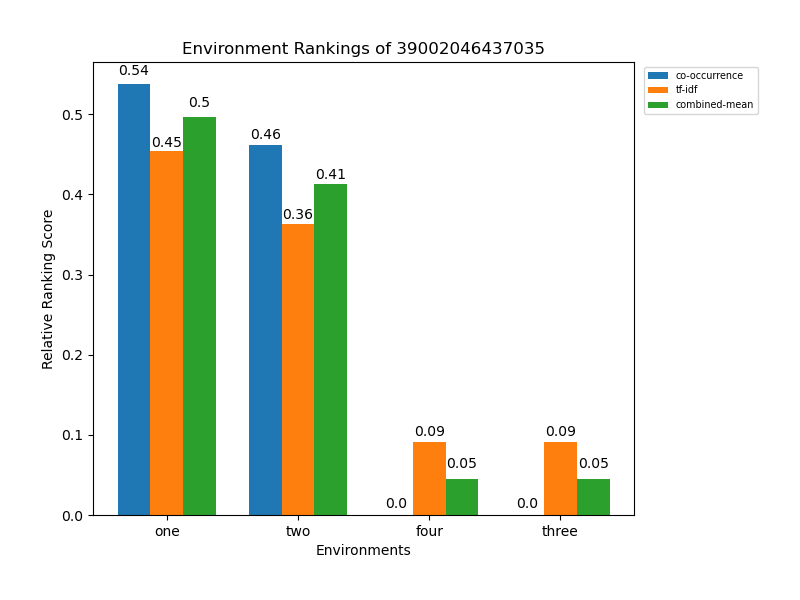 Environment Rankings of 39002046437035
co-occurrence
tf-idf
combined-mean
Relative Ranking Score
0.5
0.4
0.3
0.2
0.1
0.0
0.54
0.45
0.5
0.46
0.36
0.41
0.0
0.09
0.05
0.0
0.09
0.05
one two four three
Environments